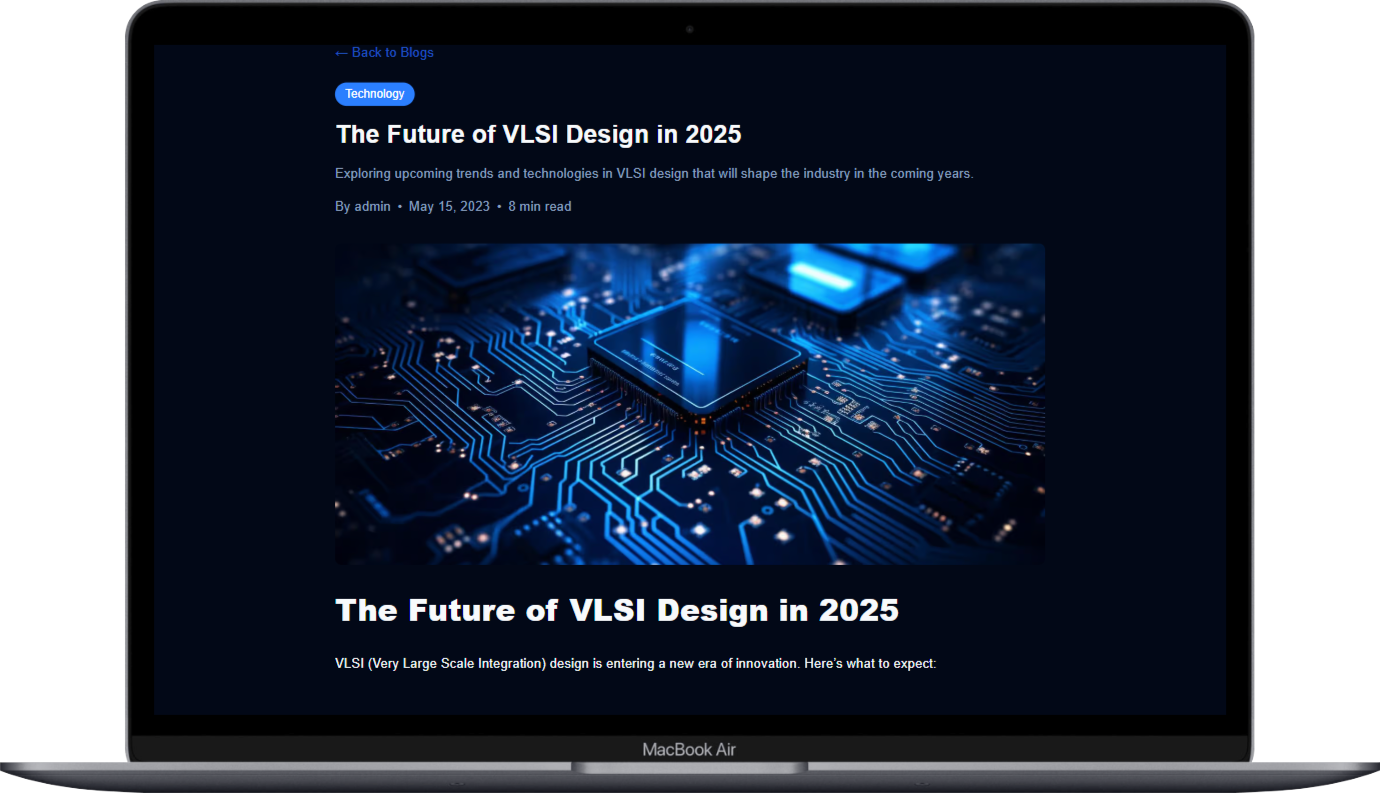 ← Back to Blogs
Technology
The Future of VLSI Design in 2025
Exploring upcoming trends and technologies in VLSI design that will shape the industry in the coming years.
By admin • May 15, 2023 • 8 min read
The Future of VLSI Design in 2025
VLSI (Very Large Scale Integration) design is entering a new era of innovation. Here’s what to expect:
MacBook Air